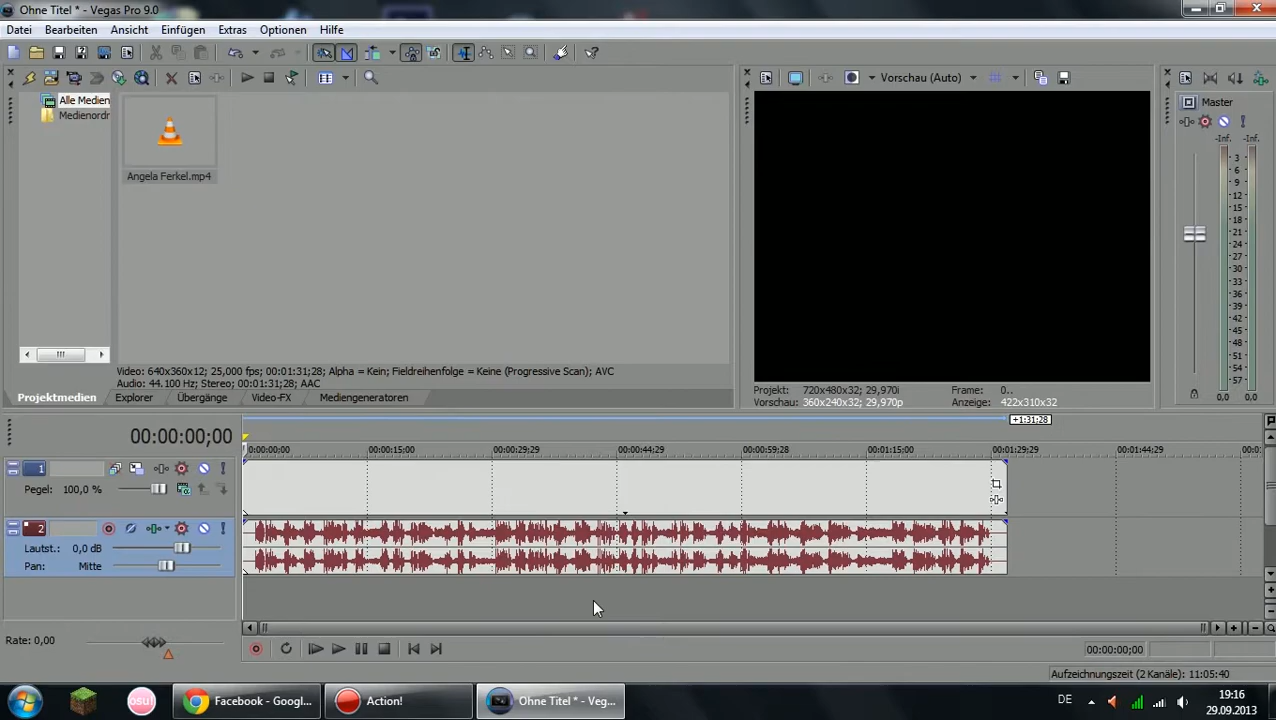 Ohne Titel * - Vegas Pro 9.0
Datei Bearbeiten Ansicht Einfügen Extras Optionen Hilfe
Alle Medien
Medienordr
Angela Ferkel.mp4
Video: 640x360x12; 25,000 fps; 00:01:31;28; Alpha = Kein; Fieldreihenfolge = Keine (Progressive Scan); AVC
Audio: 44.100 Hz; Stereo; 00:01:31;28; AAC
Projektmedien Explorer Übergänge Video-FX Mediengeneratoren
Vorschau (Auto)
Projekt: 720x480x32; 29,970i Frame: 0..
Vorschau: 360x240x32; 29,970p Anzeige: 422x310x32
Master
-Inf. -Inf.
3
6
9
12
15
18
21
24
27
30
33
36
39
42
45
48
51
54
57
0,0 0,0
+1:31;28
00:00:00;00
0:00:00;00 00:00:15;00 00:00:29;29 00:00:44;29 00:00:59;28 00:01:15;00 00:01:29;29 00:01:44;29 00:0
1
Pegel: 100,0 %
2
Lautst.: 0,0 dB
Pan: Mitte
Rate: 0,00
00:00:00;00
Aufzeichnungszeit (2 Kanäle): 11:05:40
osu!
Facebook - Googl...
Action!
Ohne Titel * - Veg...
DE
19:16
29.09.2013